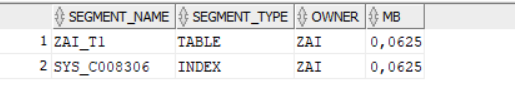 SEGMENT_NAME SEGMENT_TYPE OWNER MB
1 ZAI_T1 TABLE ZAI 0,0625
2 SYS_C008306 INDEX ZAI 0,0625